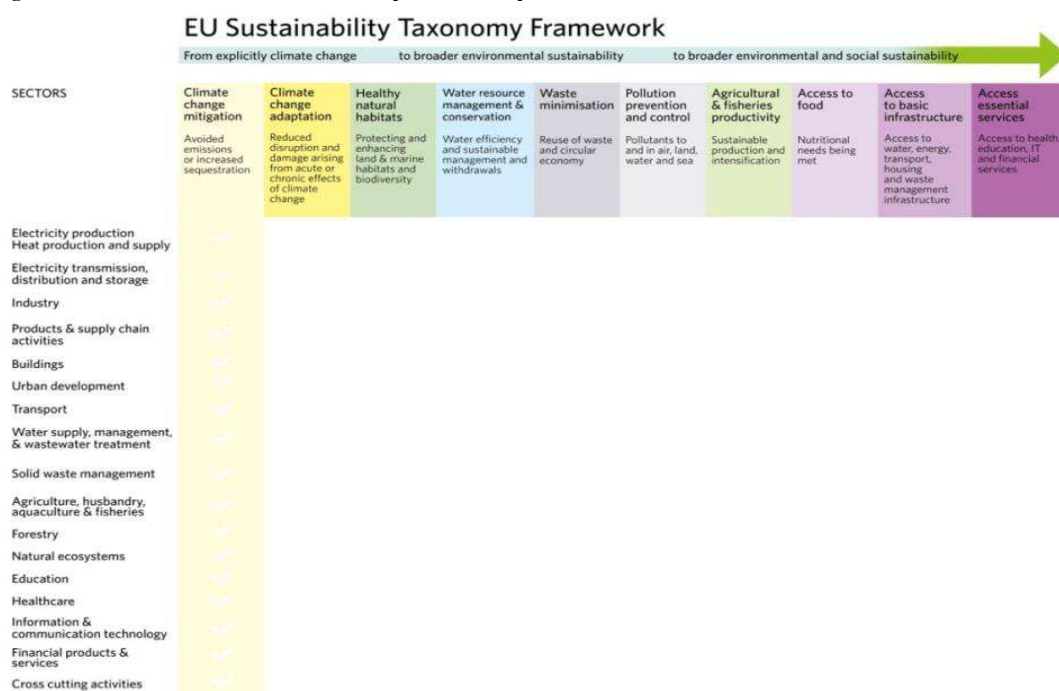 EU Sustainability Taxonomy Framework
From explicitly climate change to broader environmental sustainability to broader environmental and social sustainability
SECTORS
Climate
change
mitigation
Avoided
emissions
or increased
sequestration
Climate
change
adaptation
Reduced
disruption and
damage arising
from acute or
chronic effects
of climate
change
Healthy
natural
habitats
Protecting and
enhancing
land & marine
habitats and
biodiversity
Water resource
management &
conservation
Water efficiency
and sustainable
management and
withdrawals
Waste
minimisation
Reuse of waste
and circular
economy
Pollution
prevention
and control
Pollutants to
and in air, land,
water and sea
Agricultural
& fisheries
productivity
Sustainable
production and
intensification
Access to
food
Nutritional
needs being
met
Access
to basic
infrastructure
Access to
water, energy,
transport,
housing
and waste
management
infrastructure
Access
essential
services
Access to health,
education, IT
and financial
services
Electricity production
Heat production and supply
Electricity transmission,
distribution and storage
Industry
Products & supply chain
activities
Buildings
Urban development
Transport
Water supply, management,
& wastewater treatment
Solid waste management
Agriculture, husbandry,
aquaculture & fisheries
Forestry
Natural ecosystems
Education
Healthcare
Information &
communication technology
Financial products &
services
Cross cutting activities